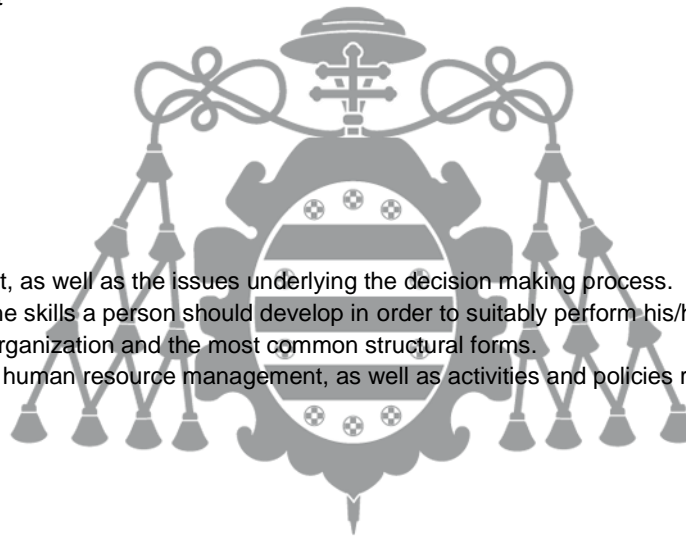 t, as well as the issues underlying the decision making process.
he skills a person should develop in order to suitably perform his/h
rganization and the most common structural forms.
human resource management, as well as activities and policies r